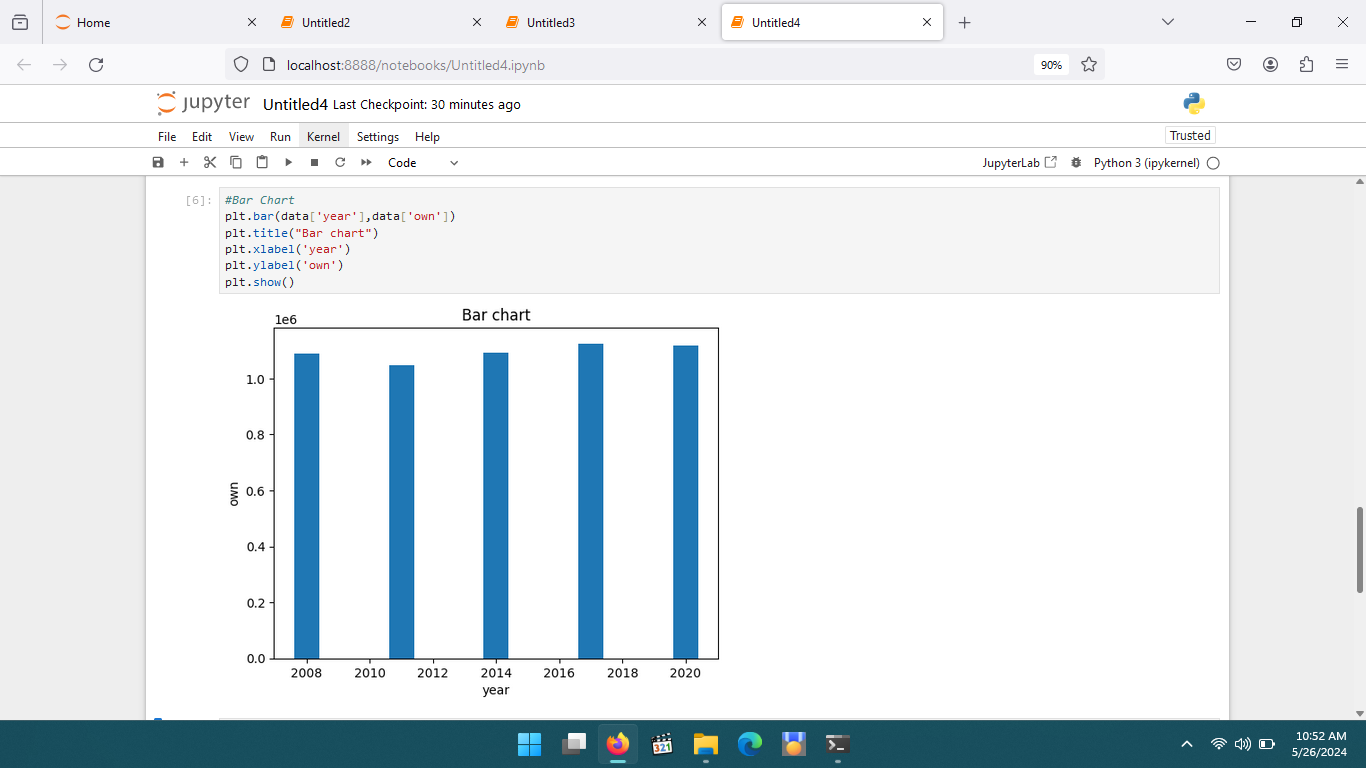 Home
Untitled2
Untitled3
Untitled4
localhost:8888/notebooks/Untitled4.ipynb
90%
jupyter Untitled4 Last Checkpoint: 30 minutes ago
File Edit View Run Kernel Settings Help
Trusted
Code
JupyterLab
Python 3 (ipykernel)
[6]:
#Bar Chart
plt.bar(data['year'],data['own'])
plt.title("Bar chart")
plt.xlabel('year')
plt.ylabel('own')
plt.show()
Bar chart
1e6
1.0
0.8
0.6
own
0.4
0.2
0.0
2008 2010 2012 2014 2016 2018 2020
year
321
10:52 AM
5/26/2024